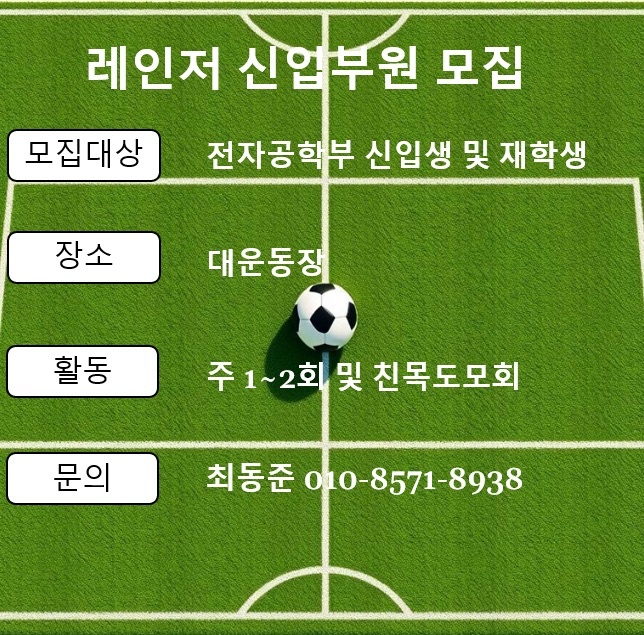 레인저 신입부원 모집
모집대상 전자공학부 신입생 및 재학생
장소 대운동장
활동 주 1~2회 및 친목도모회
문의 최동준 010-8571-8938